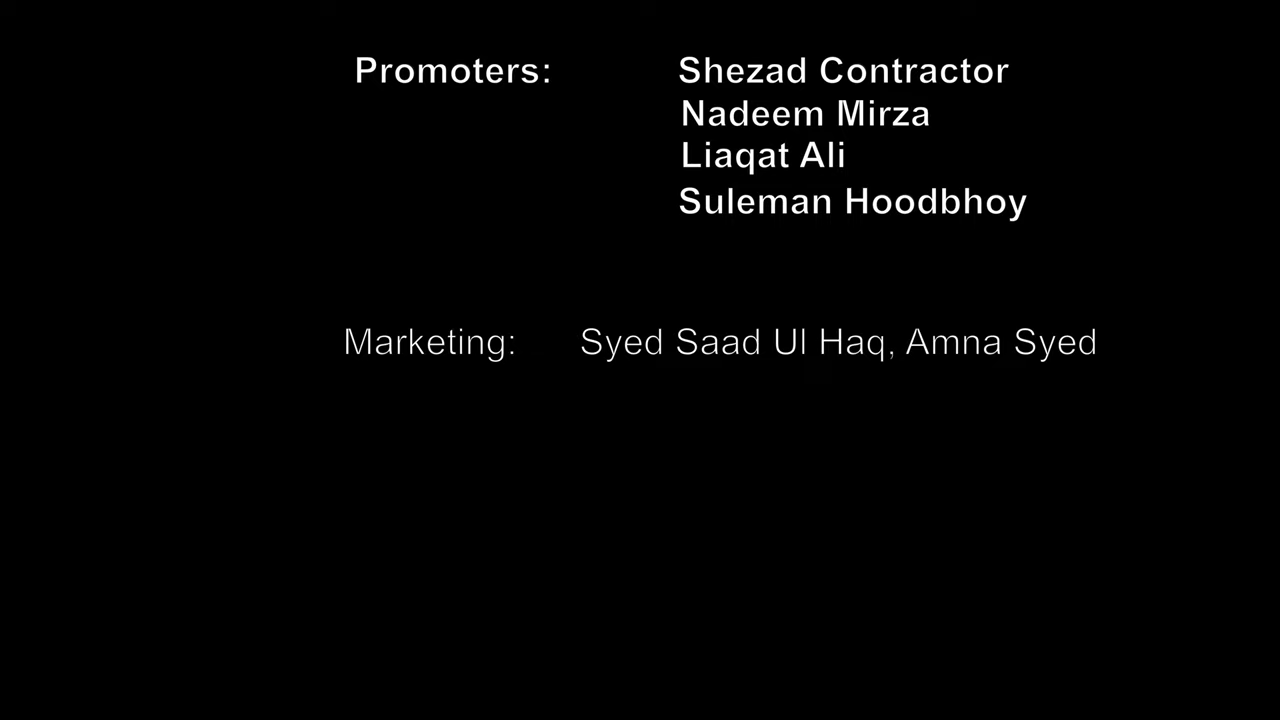 Promoters: Shezad Contractor
Nadeem Mirza
Liaqat Ali
Suleman Hoodbhoy
Marketing: Syed Saad Ul Haq, Amna Syed